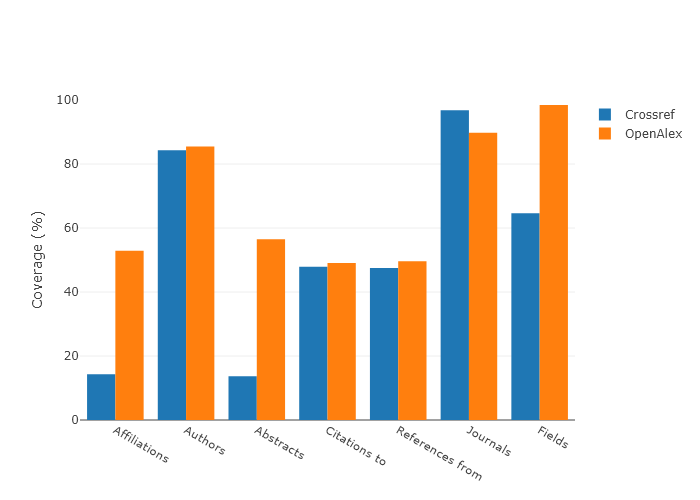 100
80
60
40
20
0
Coverage (%)
Affiliations
Authors
Abstracts
Citations to
References from
Journals
Fields
Crossref
OpenAlex